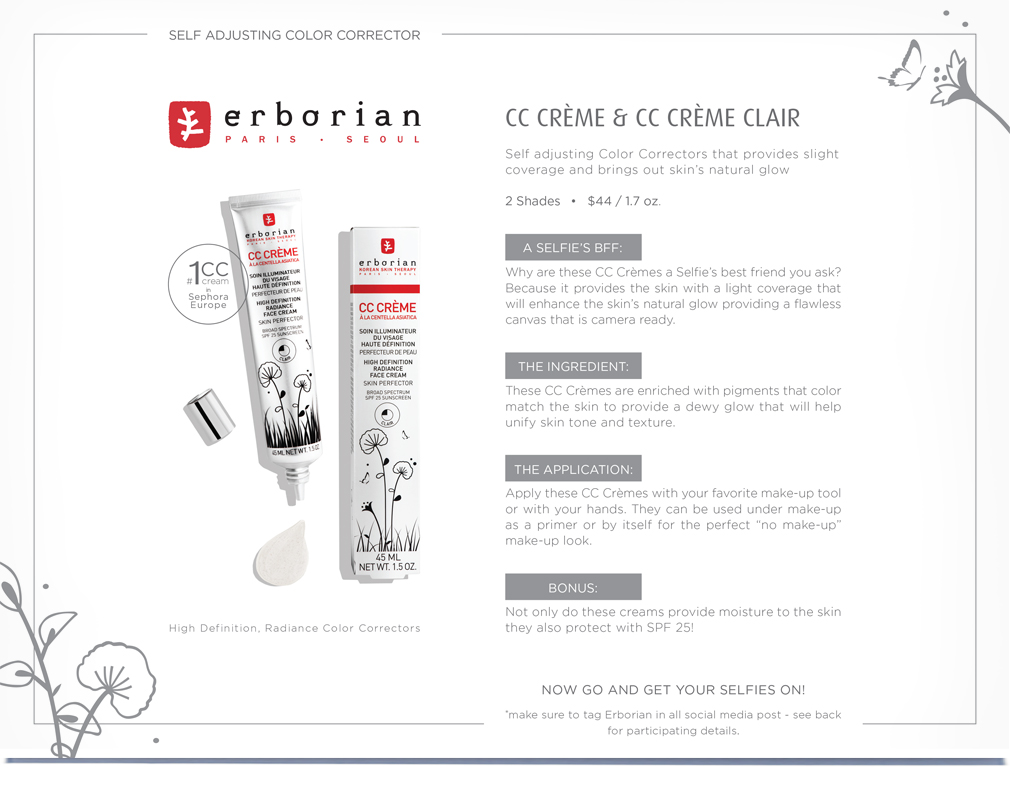 SELF ADJUSTING COLOR CORRECTOR
erborian
PARIS • SEOUL
#1CC
cream
in
Sephora
Europe
erborian
KOREAN SKIN THERAPY
PARIS • SEOUL
CC CRÈME
À LA CENTELLA ASIATICA
SOIN ILLUMINATEUR
DU VISAGE
HAUTE DÉFINITION
PERFECTEUR DE PEAU
HIGH DEFINITION
RADIANCE
FACE CREAM
SKIN PERFECTOR
BROAD SPECTRUM
SPF 25 SUNSCREEN
CLAIR
45 ML NET WT. 1.5 OZ
erborian
KOREAN SKIN THERAPY
PARIS • SEOUL
CC CRÈME
À LA CENTELLA ASIATICA
SOIN ILLUMINATEUR
DU VISAGE
HAUTE DÉFINITION
PERFECTEUR DE PEAU
HIGH DEFINITION
RADIANCE
FACE CREAM
SKIN PERFECTOR
BROAD SPECTRUM
SPF 25 SUNSCREEN
CLAIR
45 ML
NET WT. 1.5 OZ.
High Definition, Radiance Color Correctors
CC CRÈME & CC CRÈME CLAIR
Self adjusting Color Correctors that provides slight
coverage and brings out skin's natural glow
2 Shades • $44 / 1.7 oz.
A SELFIE'S BFF:
Why are these CC Crèmes a Selfie's best friend you ask?
Because it provides the skin with a light coverage that
will enhance the skin's natural glow providing a flawless
canvas that is camera ready.
THE INGREDIENT:
These CC Crèmes are enriched with pigments that color
match the skin to provide a dewy glow that will help
unify skin tone and texture.
THE APPLICATION:
Apply these CC Crèmes with your favorite make-up tool
or with your hands. They can be used under make-up
as a primer or by itself for the perfect “no make-up”
make-up look.
BONUS:
Not only do these creams provide moisture to the skin
they also protect with SPF 25!
NOW GO AND GET YOUR SELFIES ON!
*make sure to tag Erborian in all social media post - see back
for participating details.